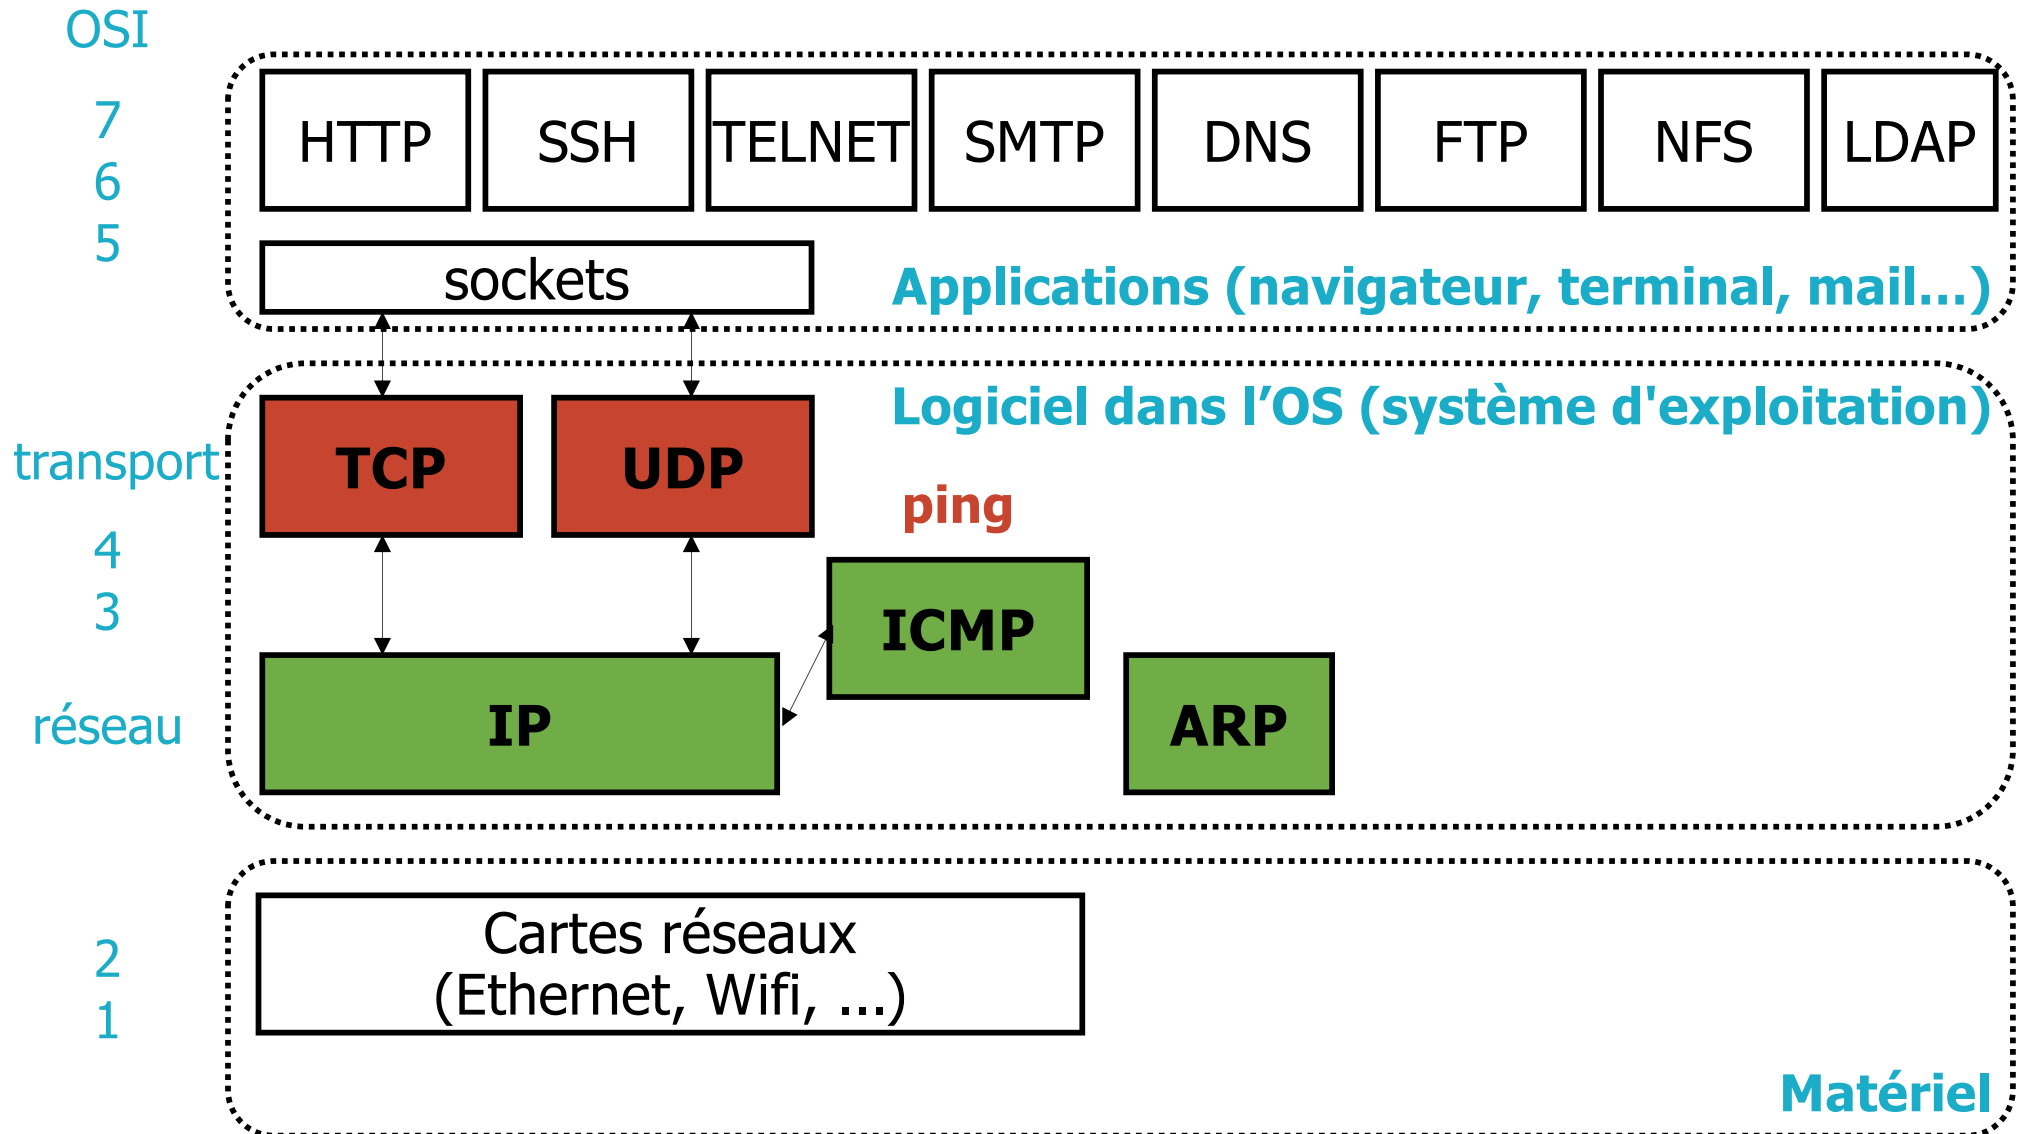 OSI
7
6
5
HTTP
SSH
TELNET
SMTP
DNS
FTP
NFS
LDAP
sockets
Applications (navigateur, terminal, mail...)
Logiciel dans l’OS (système d'exploitation)
transport
TCP
UDP
ping
4
3
ICMP
réseau
IP
ARP
2
1
Cartes réseaux
(Ethernet, Wifi, ...)
Matériel